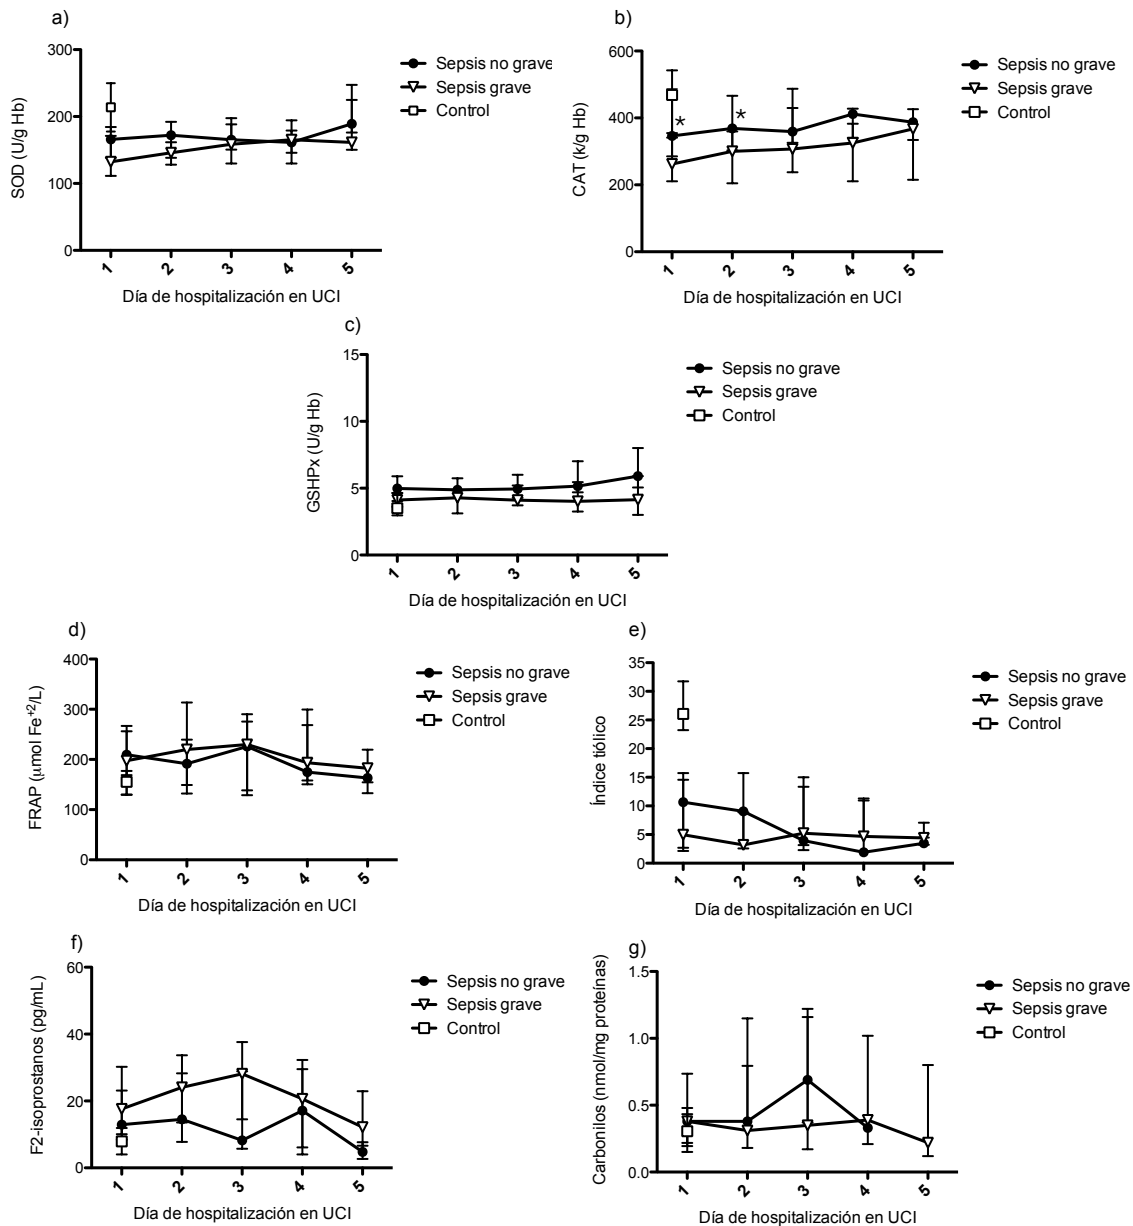 a)
SOD (U/g Hb)
300
200
100
0
1 2 3 4 5
Día de hospitalización en UCI
Sepsis no grave
Sepsis grave
Control
b)
CAT (k/g Hb)
600
400
200
0
* *
1 2 3 4 5
Día de hospitalización en UCI
Sepsis no grave
Sepsis grave
Control
c)
GSHPx (U/g Hb)
15
10
5
0
1 2 3 4 5
Día de hospitalización en UCI
Sepsis no grave
Sepsis grave
Control
d)
FRAP (μmol Fe⁺²/L)
400
300
200
100
0
1 2 3 4 5
Día de hospitalización en UCI
Sepsis no grave
Sepsis grave
Control
e)
Índice tiólico
35
30
25
20
15
10
5
0
1 2 3 4 5
Día de hospitalización en UCI
Sepsis no grave
Sepsis grave
Control
f)
F2-isoprostanos (pg/mL)
60
40
20
0
1 2 3 4 5
Día de hospitalización en UCI
Sepsis no grave
Sepsis grave
Control
g)
Carbonilos (nmol/mg proteínas)
1.5
1.0
0.5
0.0
1 2 3 4 5
Día de hospitalización en UCI
Sepsis no grave
Sepsis grave
Control